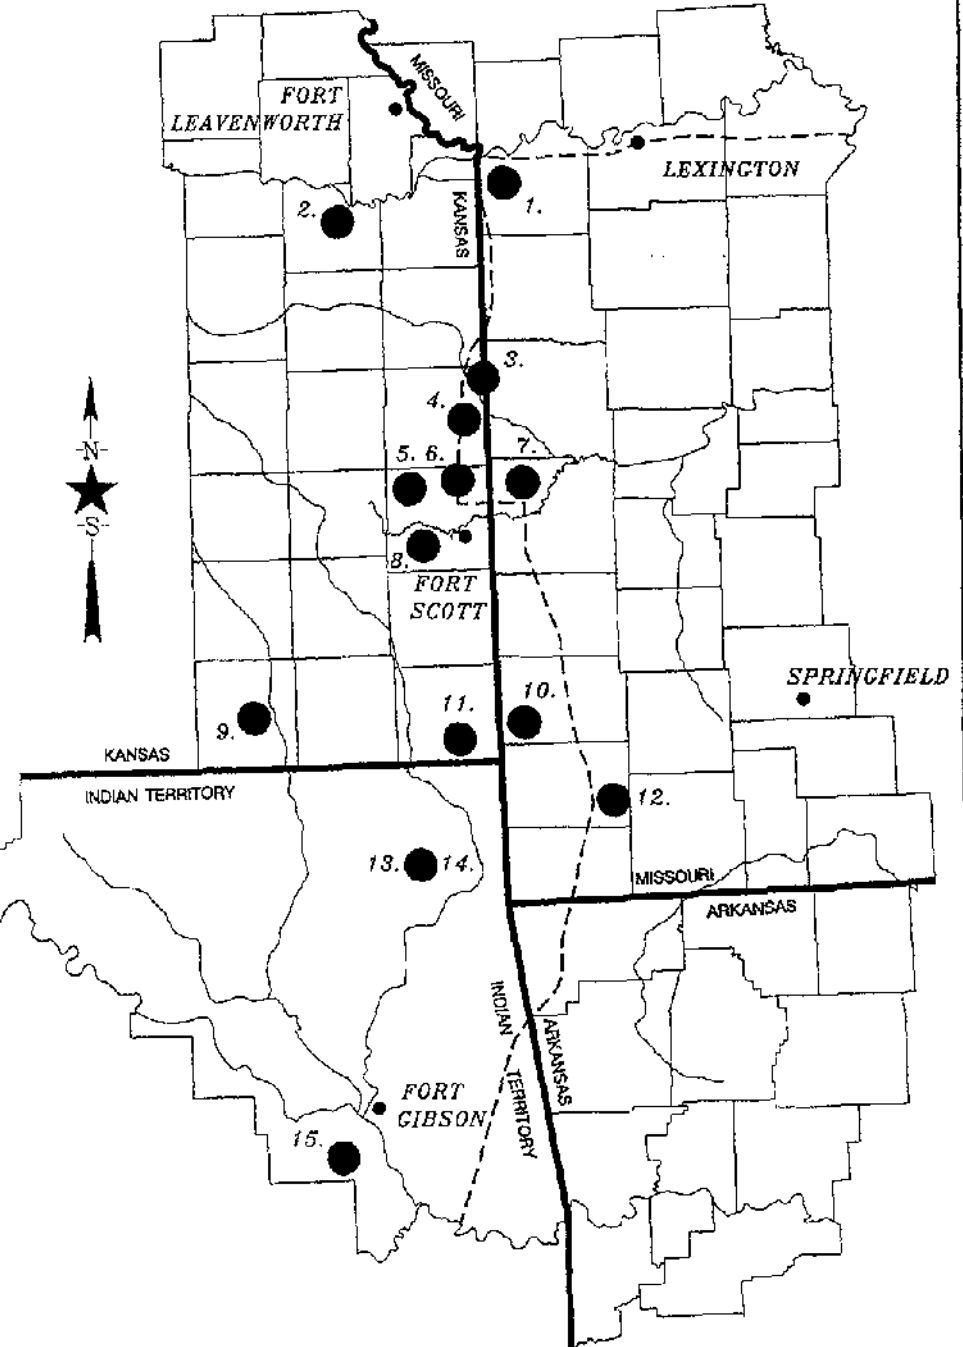 MISSOURI
FORT
LEAVENWORTH
LEXINGTON
1.
2.
KANSAS
3.
4.
-N-
5. 6.
7.
-S-
8.
FORT
SCOTT
SPRINGFIELD
10.
11.
9.
KANSAS
INDIAN TERRITORY
12.
13.
14.
MISSOURI
ARKANSAS
INDIAN TERRITORY
ARKANSAS
FORT
GIBSON
15.